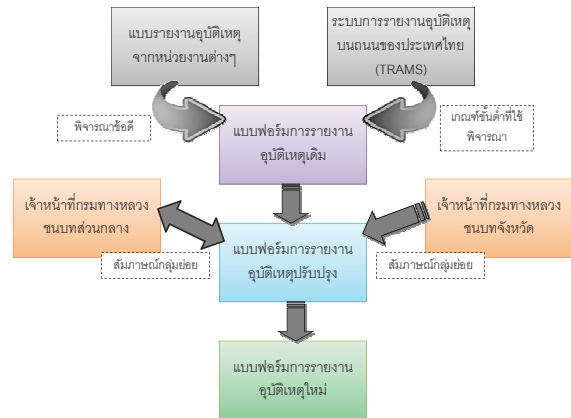 แบบรายงานอุบัติเหตุ
จากหน่วยงานต่างๆ
ระบบการรายงานอุบัติเหตุ
บนถนนของประเทศไทย
(TRAMS)
พิจารณาข้อดี
แบบฟอร์มการรายงาน
อุบัติเหตุเดิม
เกณฑ์ขั้นต่ำที่ใช้
พิจารณา
เจ้าหน้าที่กรมทางหลวง
ชนบทส่วนกลาง
แบบฟอร์มการรายงาน
อุบัติเหตุปรับปรุง
เจ้าหน้าที่กรมทางหลวง
ชนบทจังหวัด
สัมภาษณ์กลุ่มย่อย
สัมภาษณ์กลุ่มย่อย
แบบฟอร์มการรายงาน
อุบัติเหตุใหม่